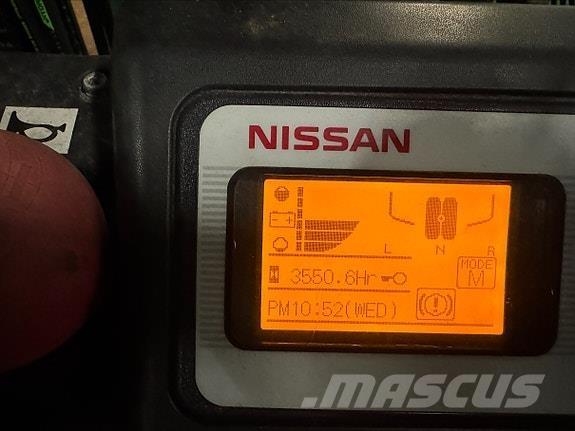 NISSAN
L N R
3550.6Hr
MODE
M
PM10:52(WED)
MASCUS